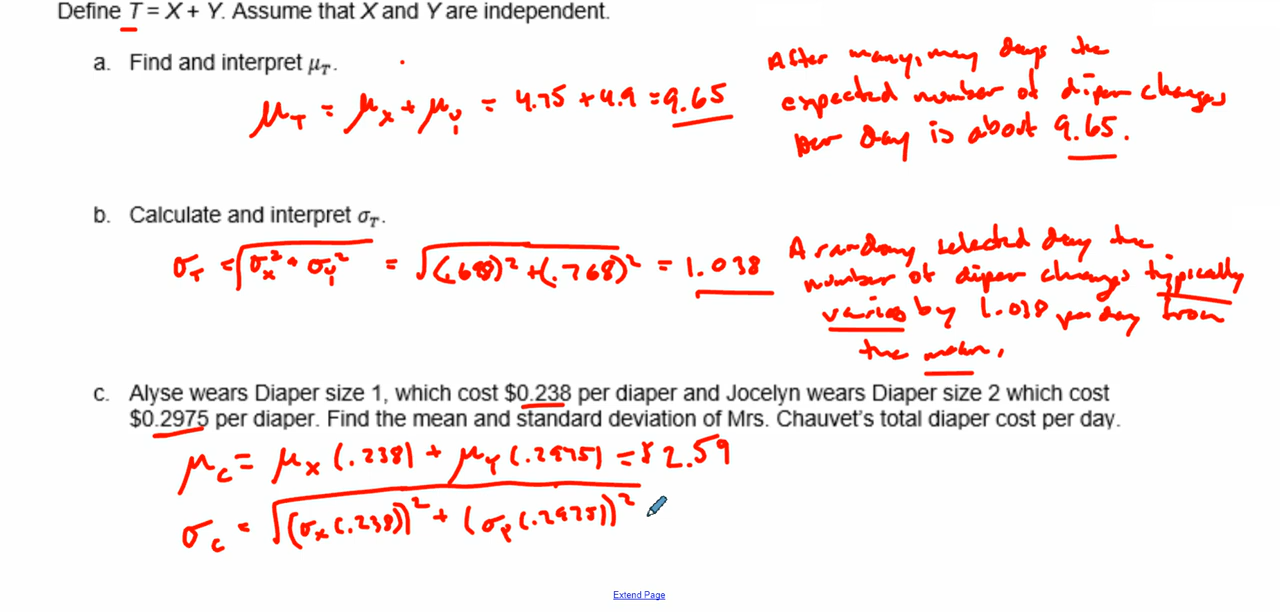 Define T = X + Y. Assume that X and Y are independent.
a. Find and interpret μT.
μT = μX + μY = 4.75 + 4.9 = 9.65
After many, many days the
expected number of diper changes
per day is about 9.65.
b. Calculate and interpret σT.
σT = √σx² + σY² = √(.698)² + (.768)² = 1.038
A randomy selected day the
number of diper changes typically
varies by 1.038 per day from
the mean.
c. Alyse wears Diaper size 1, which cost $0.238 per diaper and Jocelyn wears Diaper size 2 which cost
$0.2975 per diaper. Find the mean and standard deviation of Mrs. Chauvet's total diaper cost per day.
μc = μX (.238) + μY (.2975) = $2.59
σc = √(σx (.238))² + (σY (.2975))²
Extend Page